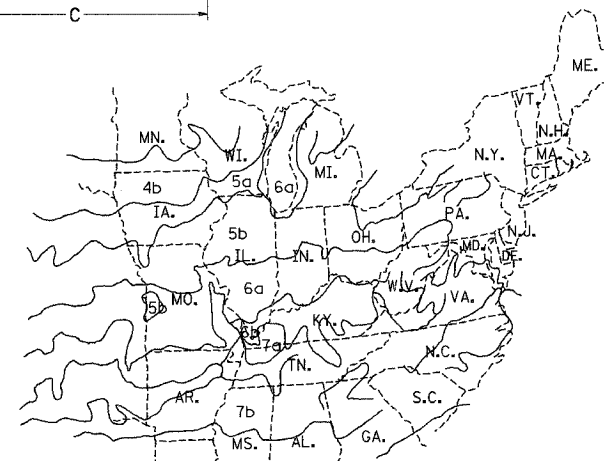 C
ME.
VT.
MN.
N.H.
WI.
N.Y.
MA.
MI.
CT.
4b
5a
6a
IA.
PA.
5b
OH.
N.J.
MD.
IL.
IN.
DE.
W.V.
6a
MO.
VA.
5b
KY.
6b
7a
N.C.
TN.
AR.
S.C.
7b
MS.
AL.
GA.